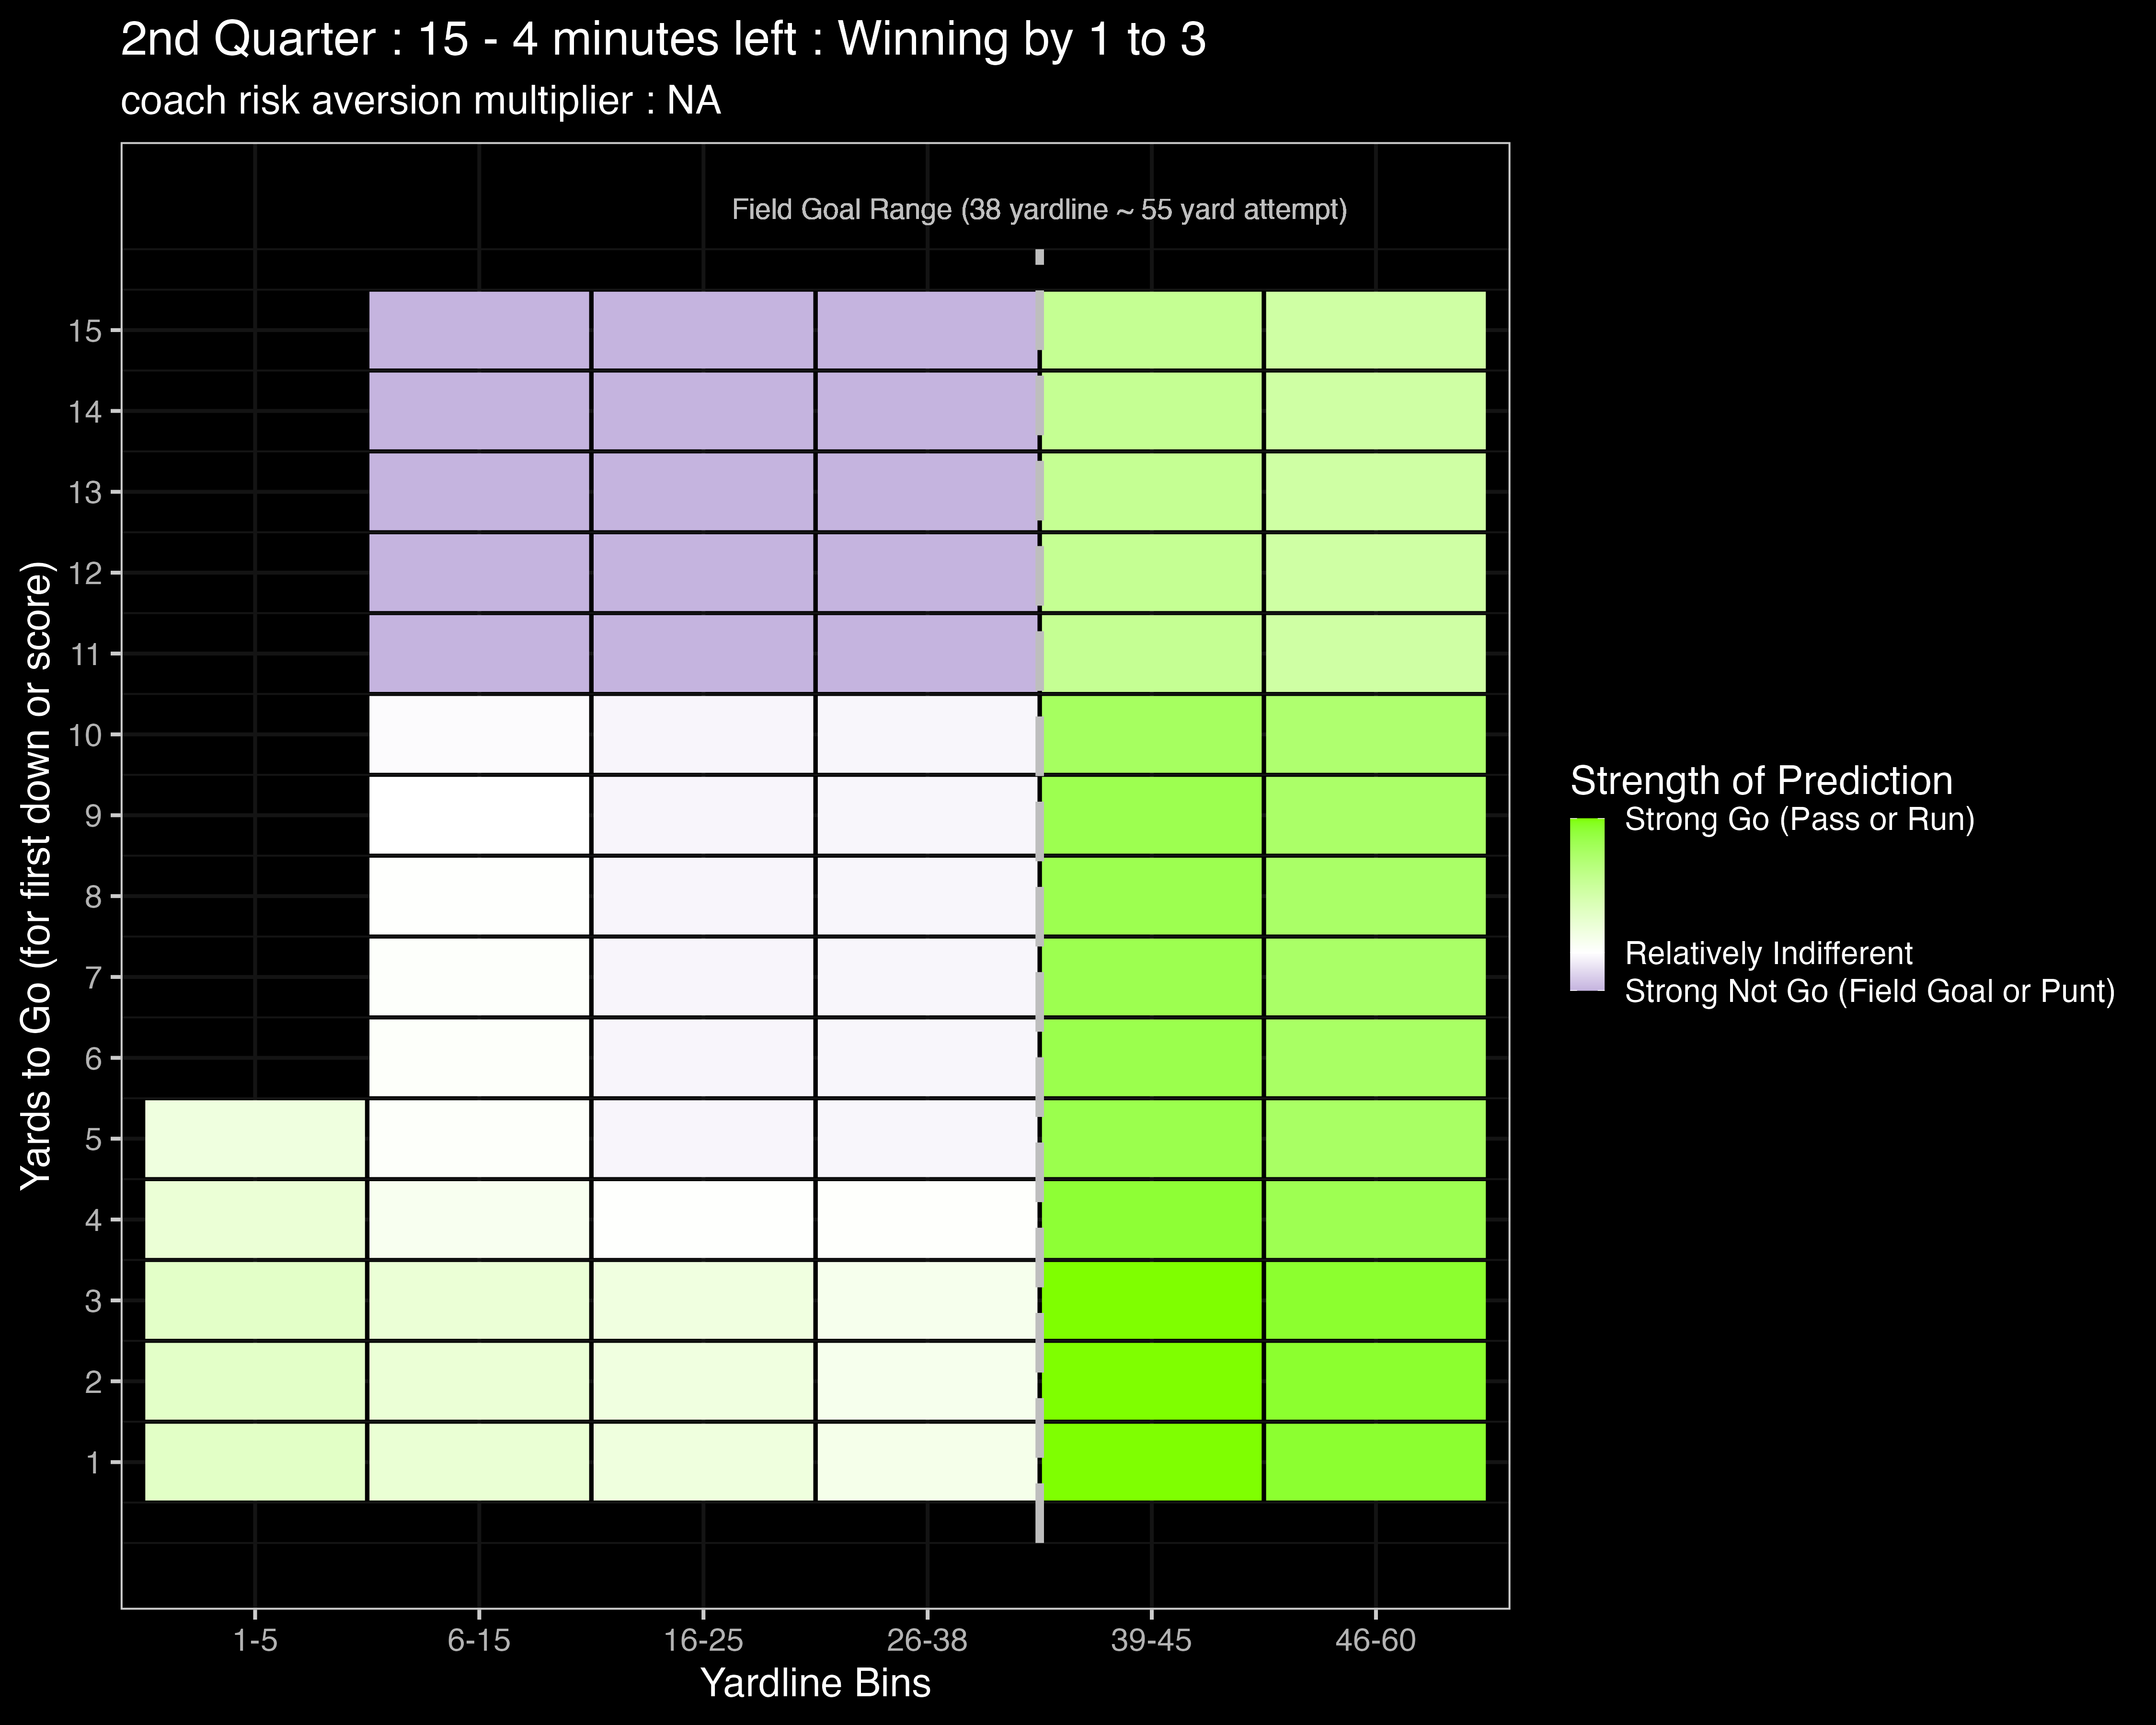 2nd Quarter : 15 - 4 minutes left : Winning by 1 to 3
coach risk aversion multiplier : NA
Field Goal Range (38 yardline ~ 55 yard attempt)
Yards to Go (for first down or score)
15
14
13
12
11
10
9
8
7
6
5
4
3
2
1
1-5
6-15
16-25
26-38
39-45
46-60
Yardline Bins
Strength of Prediction
Strong Go (Pass or Run)
Relatively Indifferent
Strong Not Go (Field Goal or Punt)